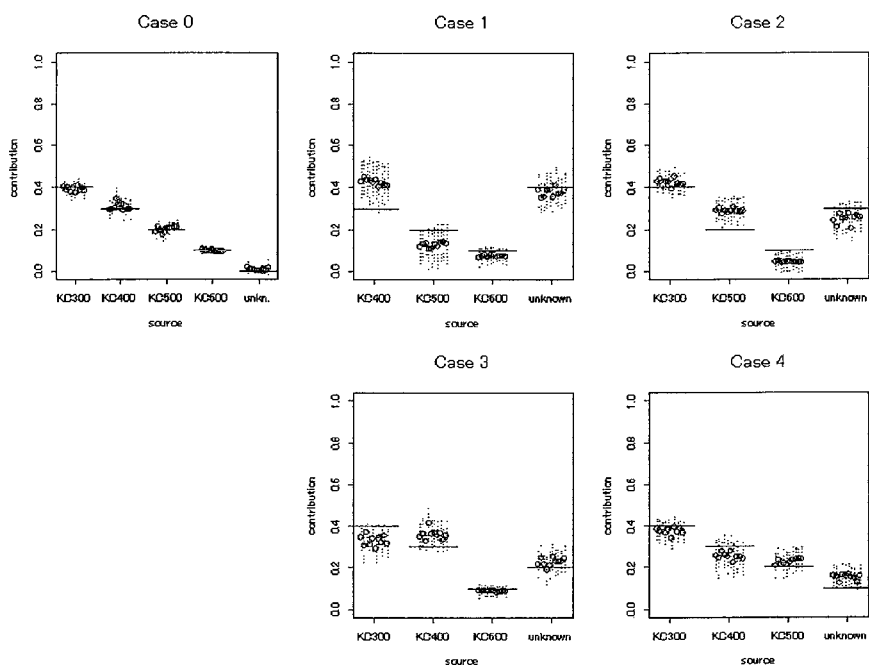 Case 0
Case 1
Case 2
contribution
0.0 0.2 0.4 0.6 0.8 1.0
KC300 KC400 KC500 KC600 unkn.
source
contribution
0.0 0.2 0.4 0.6 0.8 1.0
KC400 KC500 KC600 unknown
source
contribution
0.0 0.2 0.4 0.6 0.8 1.0
KC300 KC500 KC600 unknown
source
Case 3
Case 4
contribution
0.0 0.2 0.4 0.6 0.8 1.0
KC300 KC400 KC600 unknown
source
contribution
0.0 0.2 0.4 0.6 0.8 1.0
KC300 KC400 KC500 unknown
source